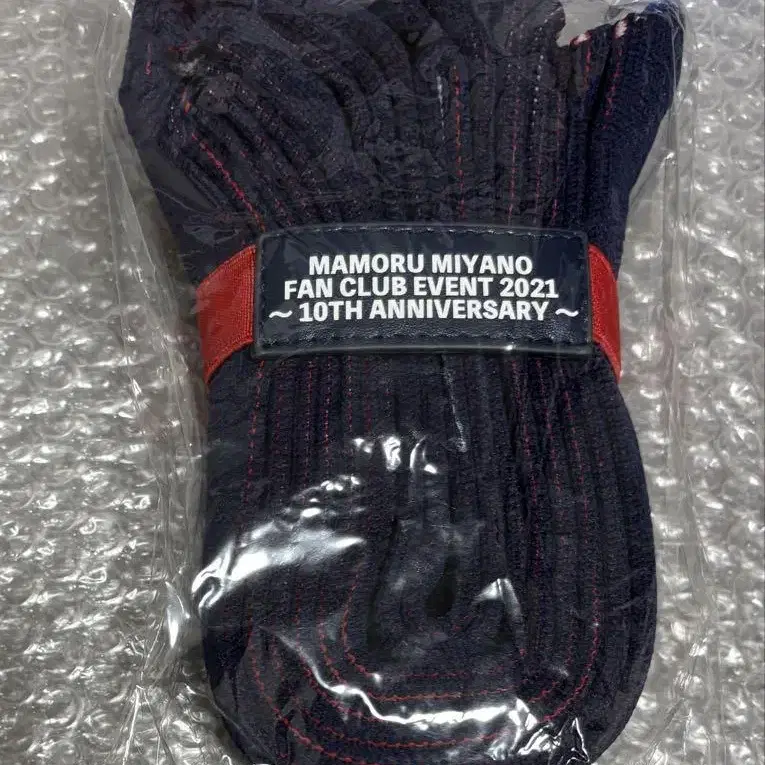 MAMORU MIYANO
FAN CLUB EVENT 2021
～ 10TH ANNIVERSARY ～